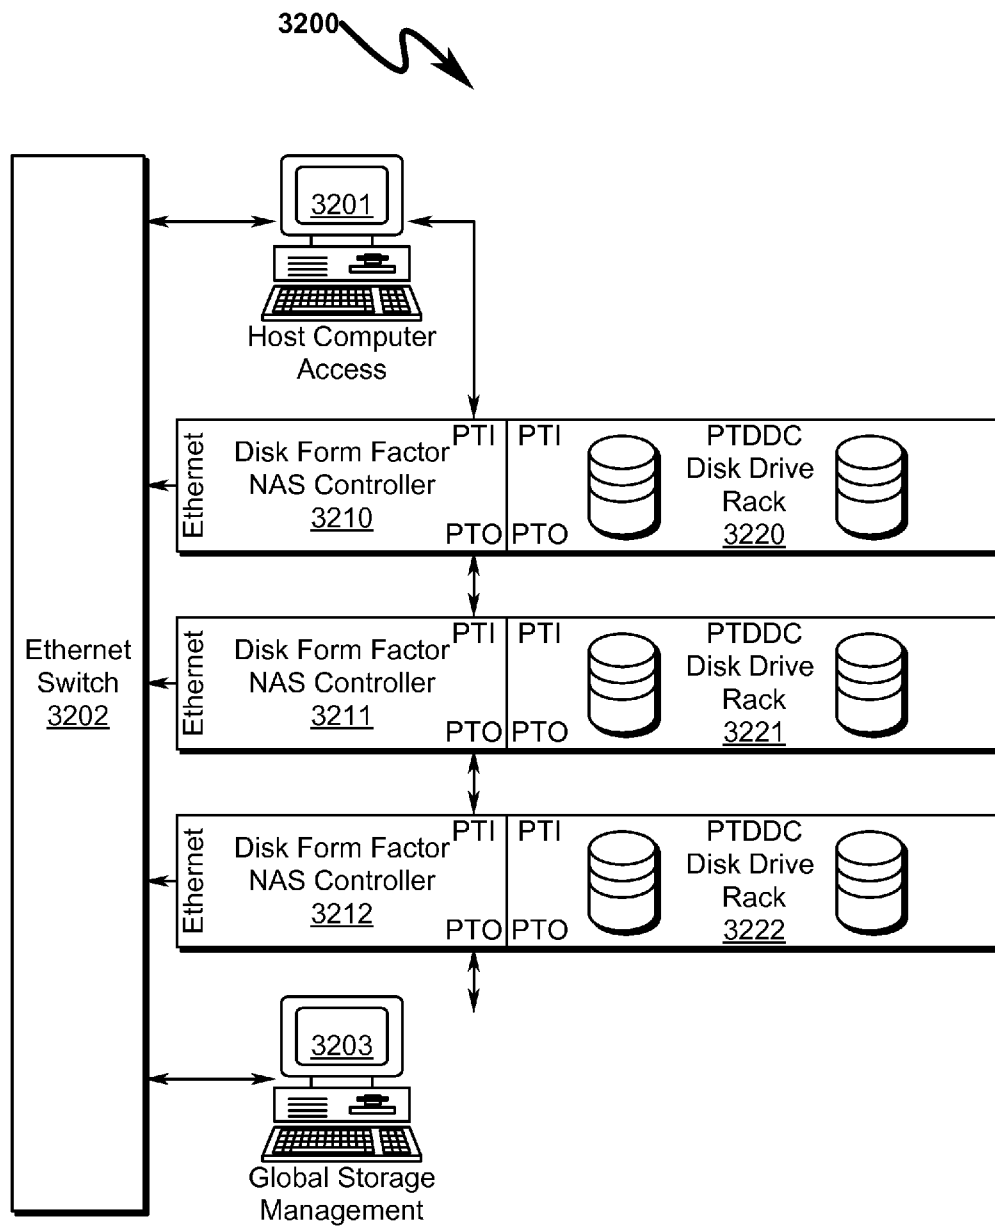 3200
3201
Host Computer
Access
Ethernet
Switch
3202
Ethernet
Disk Form Factor
NAS Controller
3210
PTI
PTO
PTI
PTO
PTDDC
Disk Drive
Rack
3220
Ethernet
Disk Form Factor
NAS Controller
3211
PTI
PTO
PTI
PTO
PTDDC
Disk Drive
Rack
3221
Ethernet
Disk Form Factor
NAS Controller
3212
PTI
PTO
PTI
PTO
PTDDC
Disk Drive
Rack
3222
3203
Global Storage
Management